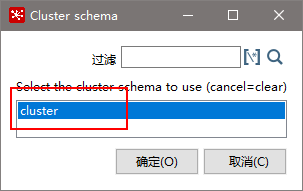 Cluster schema
过滤
Select the cluster schema to use (cancel=clear)
cluster
确定(O) 取消(C)